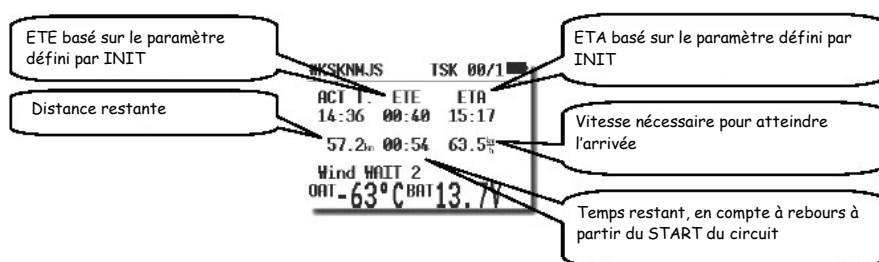 ETE basé sur le paramètre
défini par INIT
ETA basé sur le paramètre défini par
INIT
WKSKNWJS TSK 00/1
ACT T. ETE ETA
14:36 00:40 15:17
Distance restante
57.2km 00:54 63.5km/h
Vitesse nécessaire pour atteindre
l'arrivée
Wind WAIT 2
OAT-63°C BAT13.7V
Temps restant, en compte à rebours à
partir du START du circuit